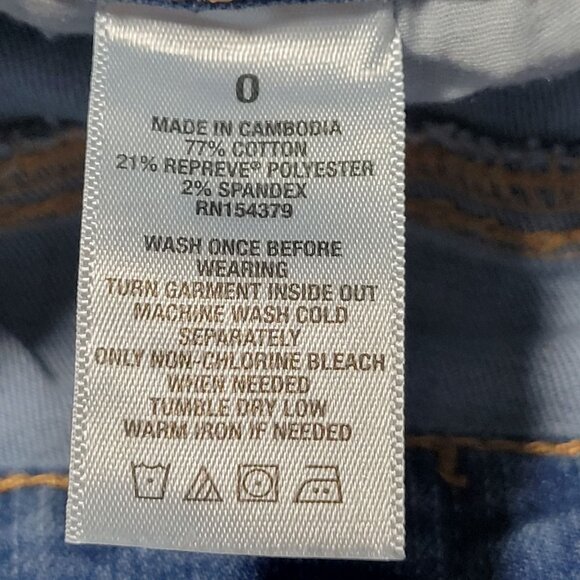 0
MADE IN CAMBODIA
77% COTTON
21% REPREVE® POLYESTER
2% SPANDEX
RN154379
WASH ONCE BEFORE
WEARING
TURN GARMENT INSIDE OUT
MACHINE WASH COLD
SEPARATELY
ONLY NON-CHLORINE BLEACH
WHEN NEEDED
TUMBLE DRY LOW
WARM IRON IF NEEDED